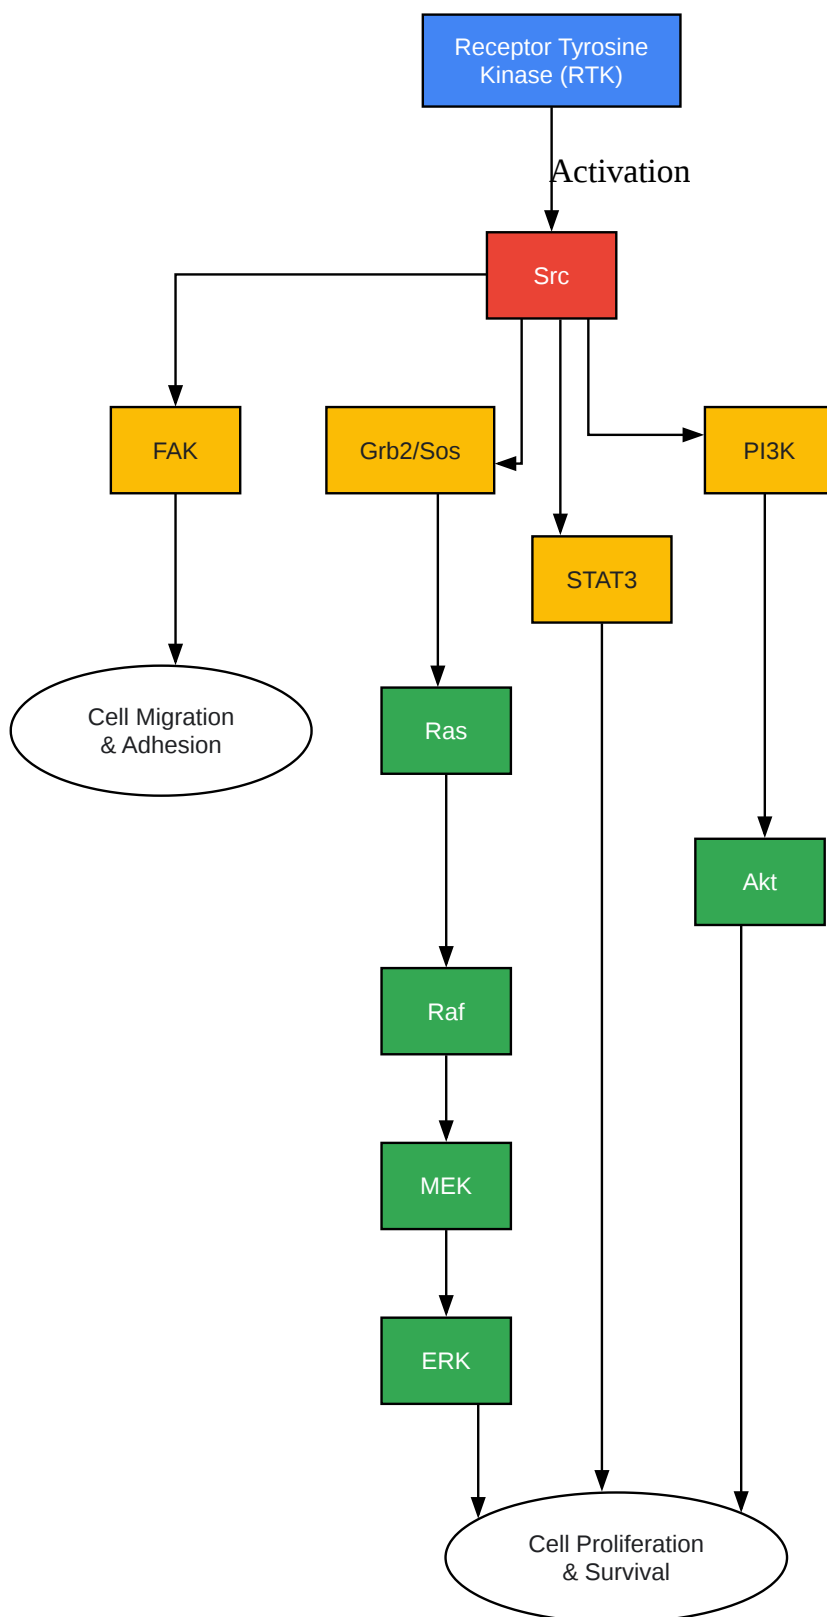 Receptor Tyrosine
Kinase (RTK)
Activation
Src
FAK
Grb2/Sos
PI3K
STAT3
Cell Migration
& Adhesion
Ras
Akt
Raf
MEK
ERK
Cell Proliferation
& Survival